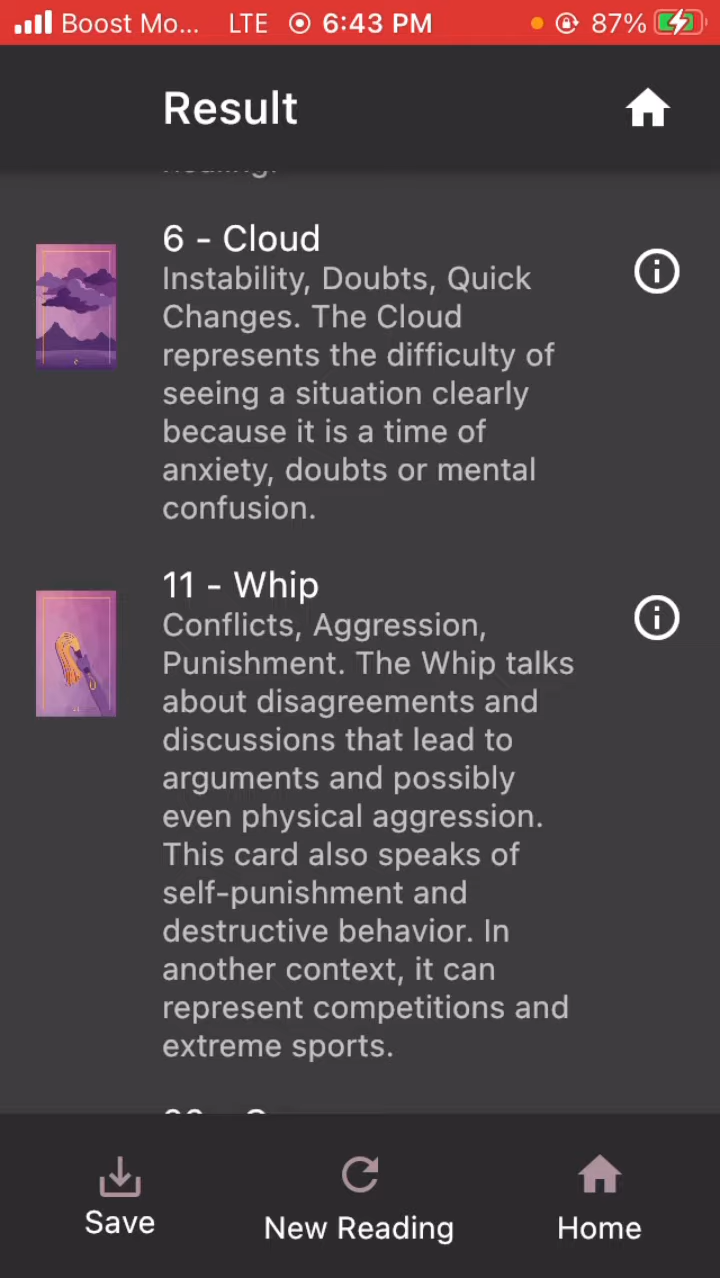 Boost Mo... LTE 6:43 PM 87%
Result
6 - Cloud
Instability, Doubts, Quick
Changes. The Cloud
represents the difficulty of
seeing a situation clearly
because it is a time of
anxiety, doubts or mental
confusion.
11 - Whip
Conflicts, Aggression,
Punishment. The Whip talks
about disagreements and
discussions that lead to
arguments and possibly
even physical aggression.
This card also speaks of
self-punishment and
destructive behavior. In
another context, it can
represent competitions and
extreme sports.
Save
New Reading
Home